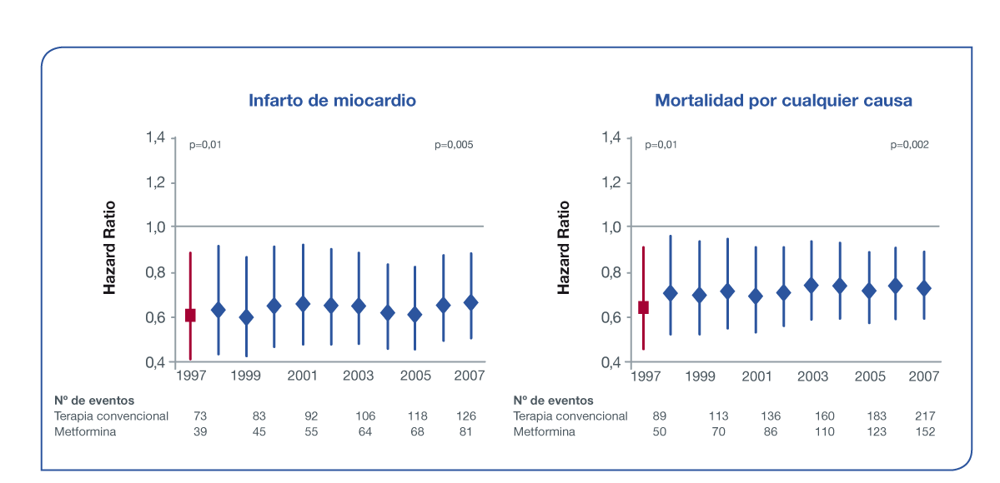 Infarto de miocardio
1,4
p=0,01
p=0,005
1,2
1,0
0,8
0,6
0,4
Hazard Ratio
1997 1999 2001 2003 2005 2007
Nº de eventos
Terapia convencional 73 83 92 106 118 126
Metformina 39 45 55 64 68 81
Mortalidad por cualquier causa
1,4
p=0,01
p=0,002
1,2
1,0
0,8
0,6
0,4
Hazard Ratio
1997 1999 2001 2003 2005 2007
Nº de eventos
Terapia convencional 89 113 136 160 183 217
Metformina 50 70 86 110 123 152